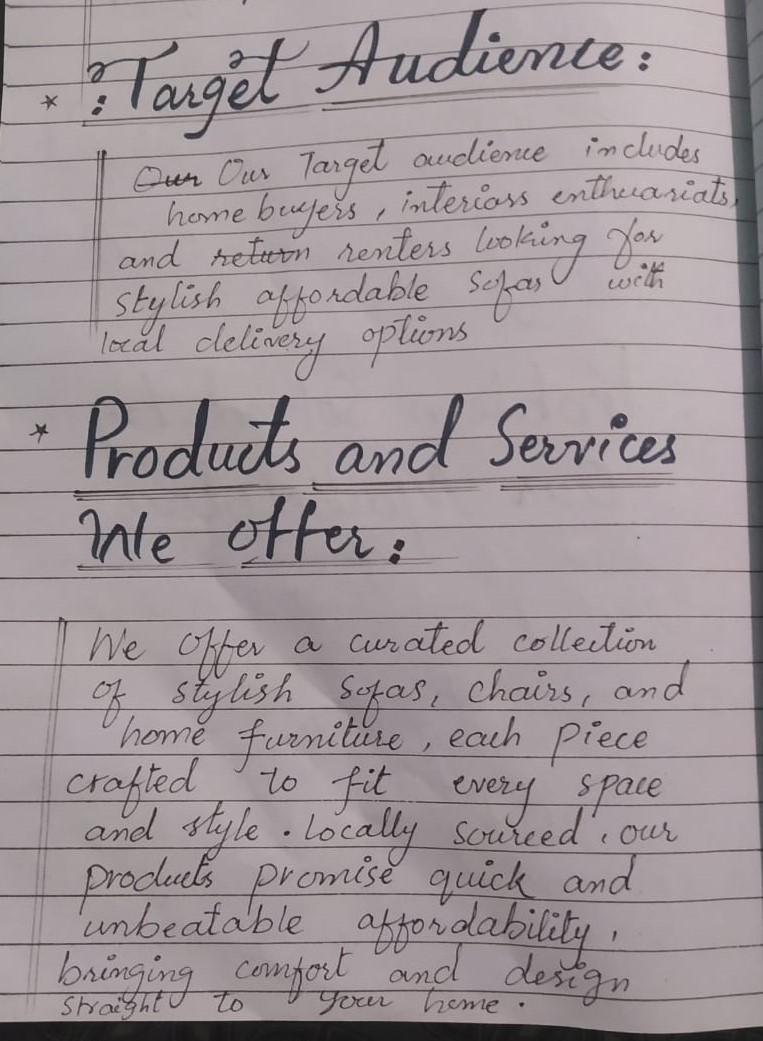 * : Target Audience :
Our Our Target audience includes
home buyers, interiors enthuariats,
and return renters looking for
stylish affordable sofas with
local delivery options
* Products and Services
We offer :
We offer a curated collection
of stylish sofas, chairs, and
home furniture, each piece
crafted to fit every space
and style. locally sourced, our
products promise quick and
unbeatable affordability,
bringing comfort and design
straight to your home.